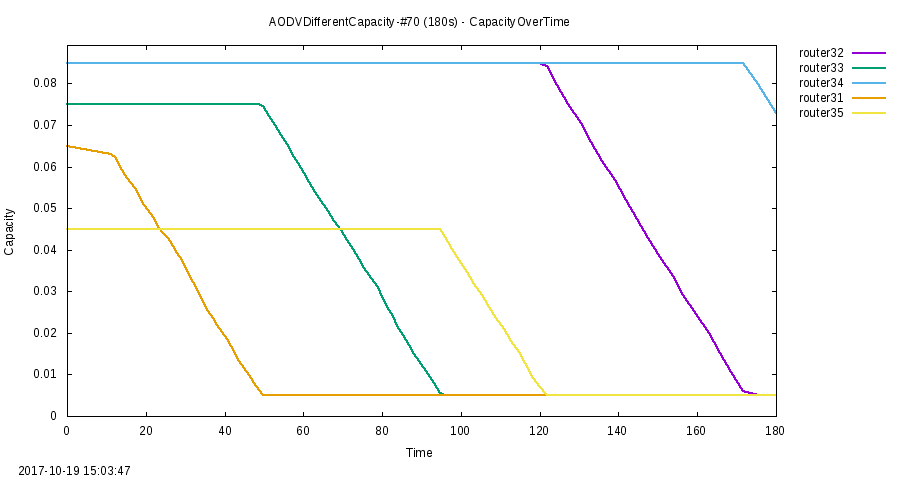 AODVDifferentCapacity-#70 (180s) - CapacityOverTime
router32
router33
router34
router31
router35
0.08
0.07
0.06
0.05
0.04
0.03
0.02
0.01
0
Capacity
0 20 40 60 80 100 120 140 160 180
Time
2017-10-19 15:03:47